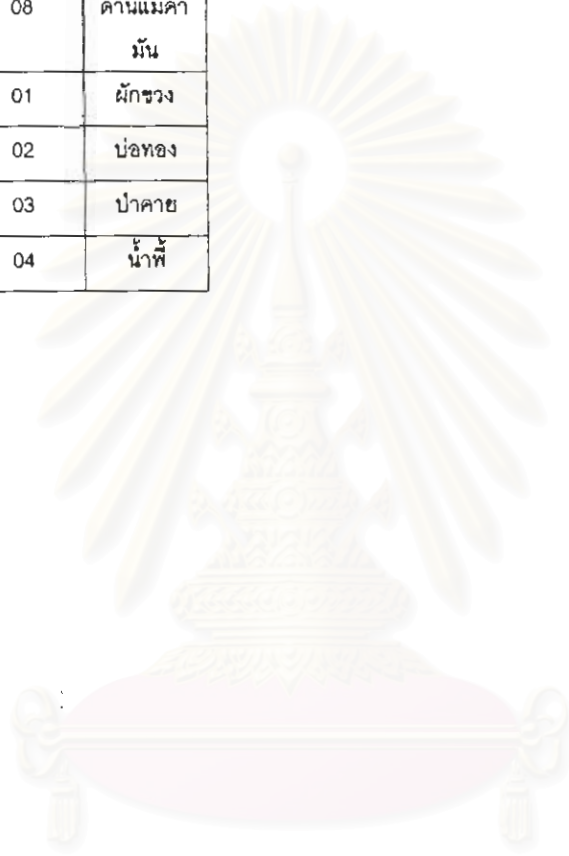 08 ด่านแม่คำ
มัน
01 ผักขวง
02 บ่อทอง
03 ป่าคาย
04 น้ำพี้